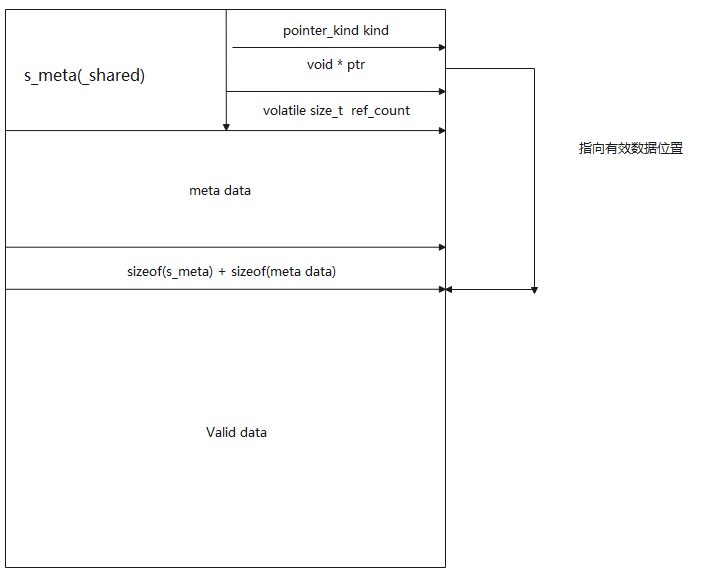 pointer_kind kind
s_meta(_shared)
void * ptr
volatile size_t ref_count
指向有效数据位置
meta data
sizeof(s_meta) + sizeof(meta data)
Valid data